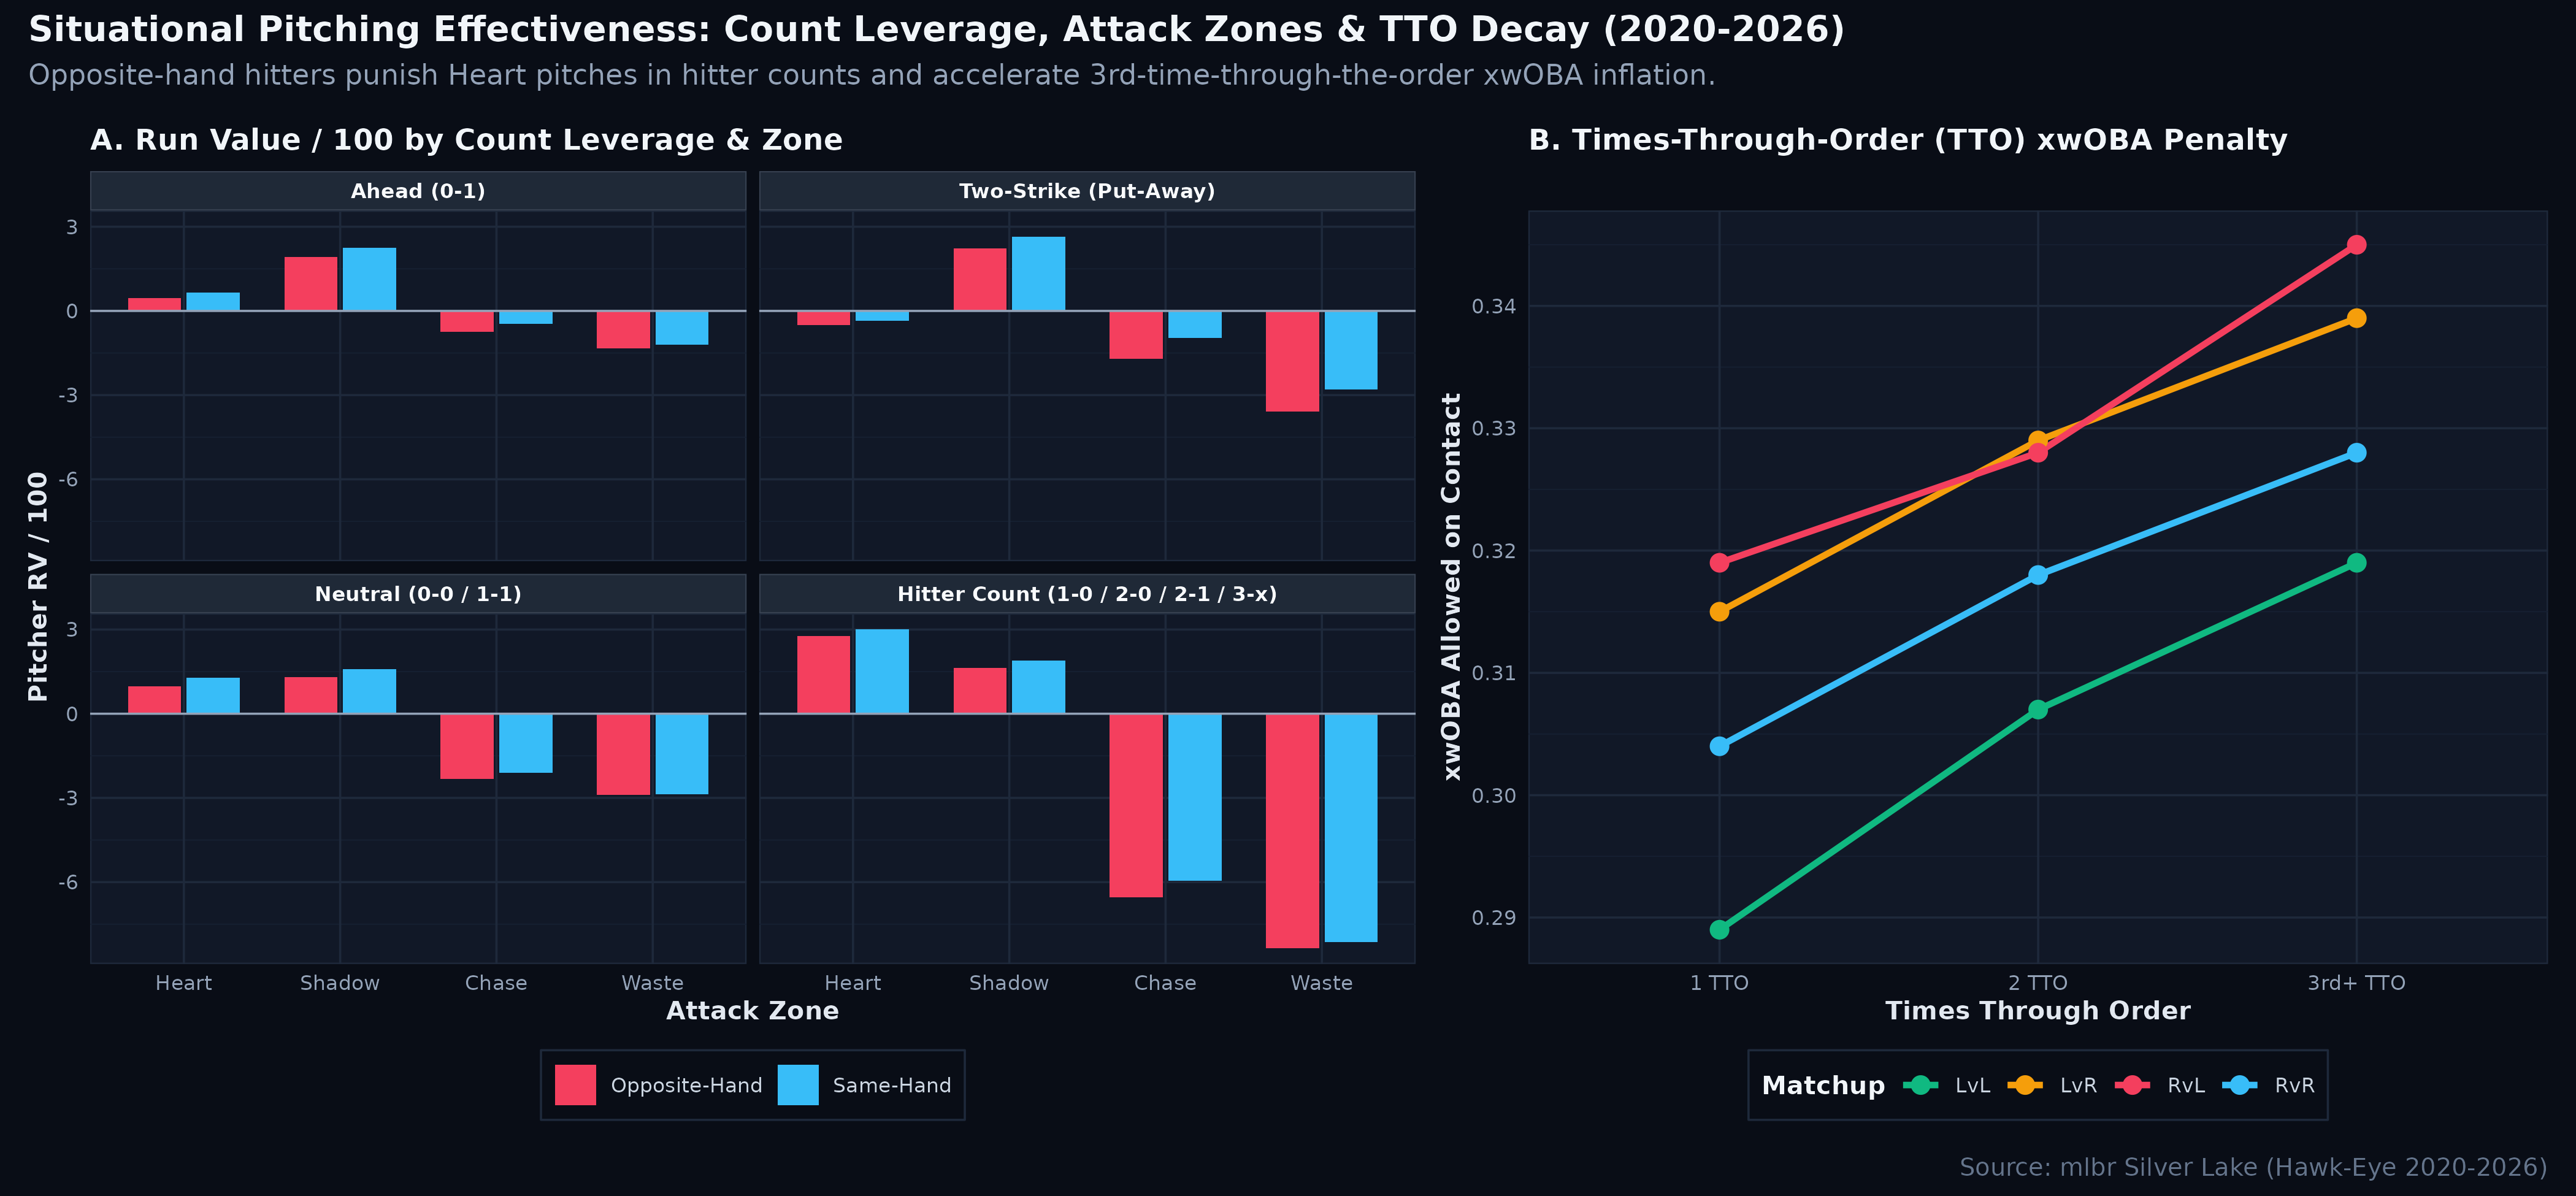 Situational Pitching Effectiveness: Count Leverage, Attack Zones & TTO Decay (2020-2026)
Opposite-hand hitters punish Heart pitches in hitter counts and accelerate 3rd-time-through-the-order xwOBA inflation.
A. Run Value / 100 by Count Leverage & Zone
Ahead (0-1)
Two-Strike (Put-Away)
3
0
-3
-6
Neutral (0-0 / 1-1)
Hitter Count (1-0 / 2-0 / 2-1 / 3-x)
3
0
-3
-6
Pitcher RV / 100
Heart Shadow Chase Waste
Heart Shadow Chase Waste
Attack Zone
Opposite-Hand Same-Hand
B. Times-Through-Order (TTO) xwOBA Penalty
xwOBA Allowed on Contact
0.34
0.33
0.32
0.31
0.30
0.29
1 TTO 2 TTO 3rd+ TTO
Times Through Order
Matchup LvL LvR RvL RvR
Source: mlbr Silver Lake (Hawk-Eye 2020-2026)